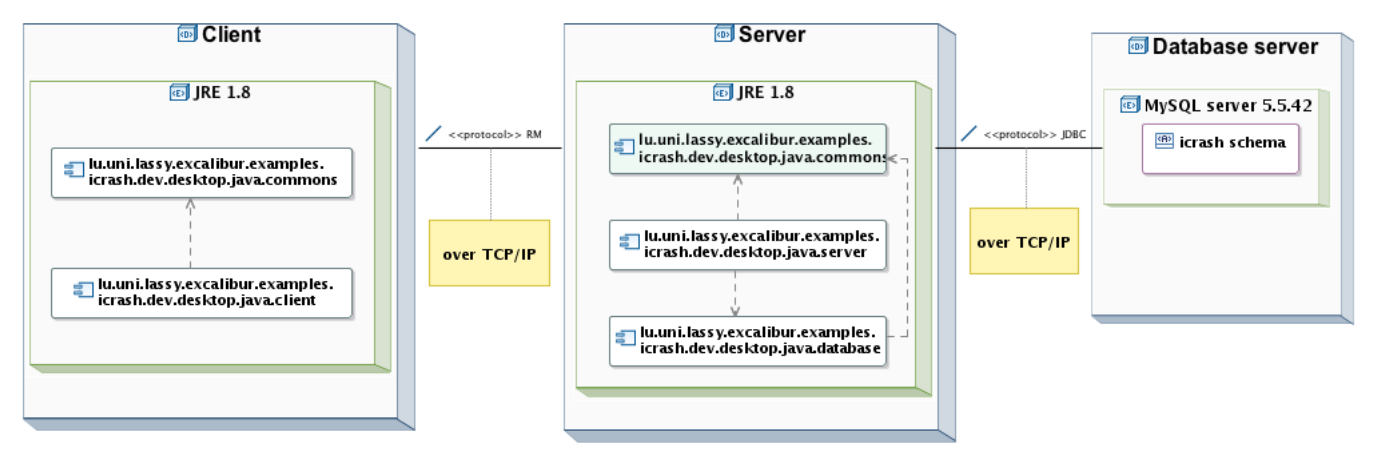 Client
JRE 1.8
lu.uni.lassy.excalibur.examples.
icrash.dev.desktop.java.commons
lu.uni.lassy.excalibur.examples.
icrash.dev.desktop.java.client
<<protocol>> RM
over TCP/IP
Server
JRE 1.8
lu.uni.lassy.excalibur.examples.
icrash.dev.desktop.java.commons
lu.uni.lassy.excalibur.examples.
icrash.dev.desktop.java.server
lu.uni.lassy.excalibur.examples.
icrash.dev.desktop.java.database
<<protocol>> JDBC
over TCP/IP
Database server
MySQL server 5.5.42
icrash schema